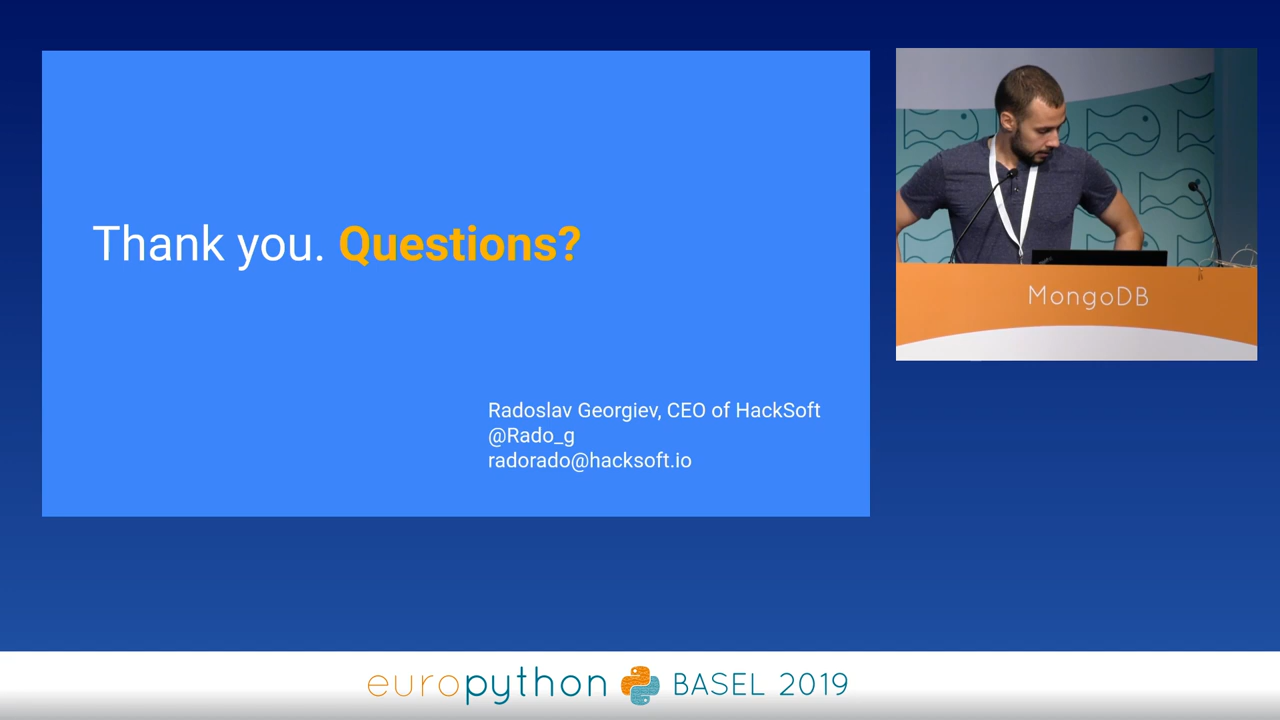 Thank you. Questions?
Radoslav Georgiev, CEO of HackSoft
@Rado_g
radorado@hacksoft.io
MongoDB
europython BASEL 2019